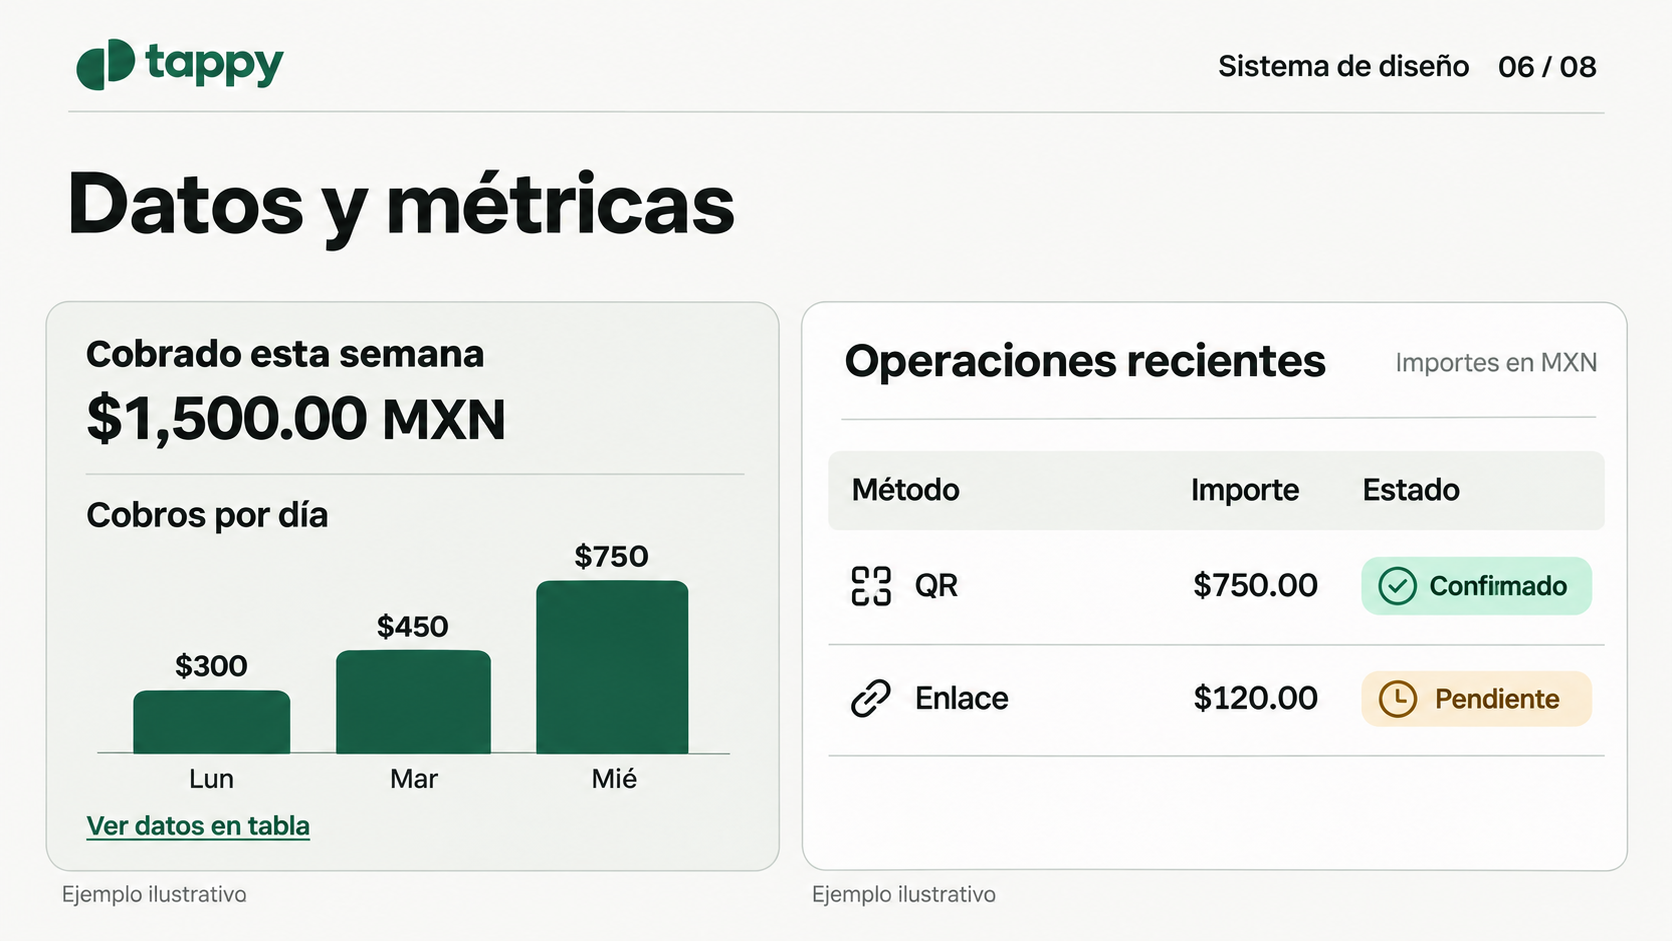 tappy
Sistema de diseño 06 / 08
Datos y métricas
Cobrado esta semana
$1,500.00 MXN
Cobros por día
$300
$450
$750
Lun
Mar
Mié
Ver datos en tabla
Ejemplo ilustrativo
Operaciones recientes
Importes en MXN
Método Importe Estado
QR $750.00 Confirmado
Enlace $120.00 Pendiente
Ejemplo ilustrativo